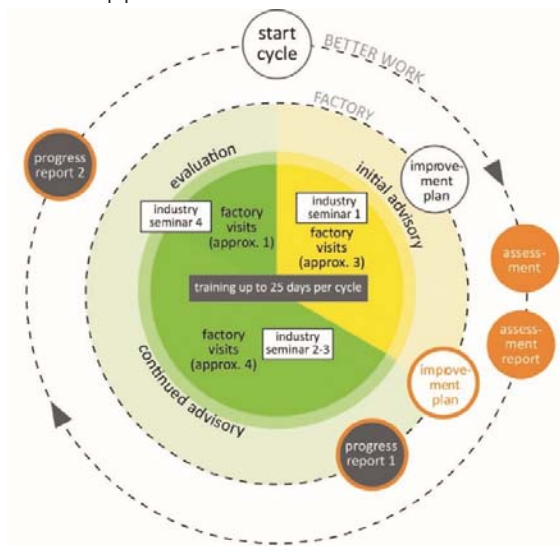 start
cycle
BETTER WORK
FACTORY
progress
report 2
evaluation
initial advisory
improve-
ment plan
industry
seminar 4
industry
seminar 1
factory
visits
(approx. 1)
factory
visits
(approx. 3)
assess-
ment
training up to 25 days per cycle
factory
visits
(approx. 4)
industry
seminar 2-3
assess-
ment
report
improve-
ment
plan
continued advisory
progress
report 1